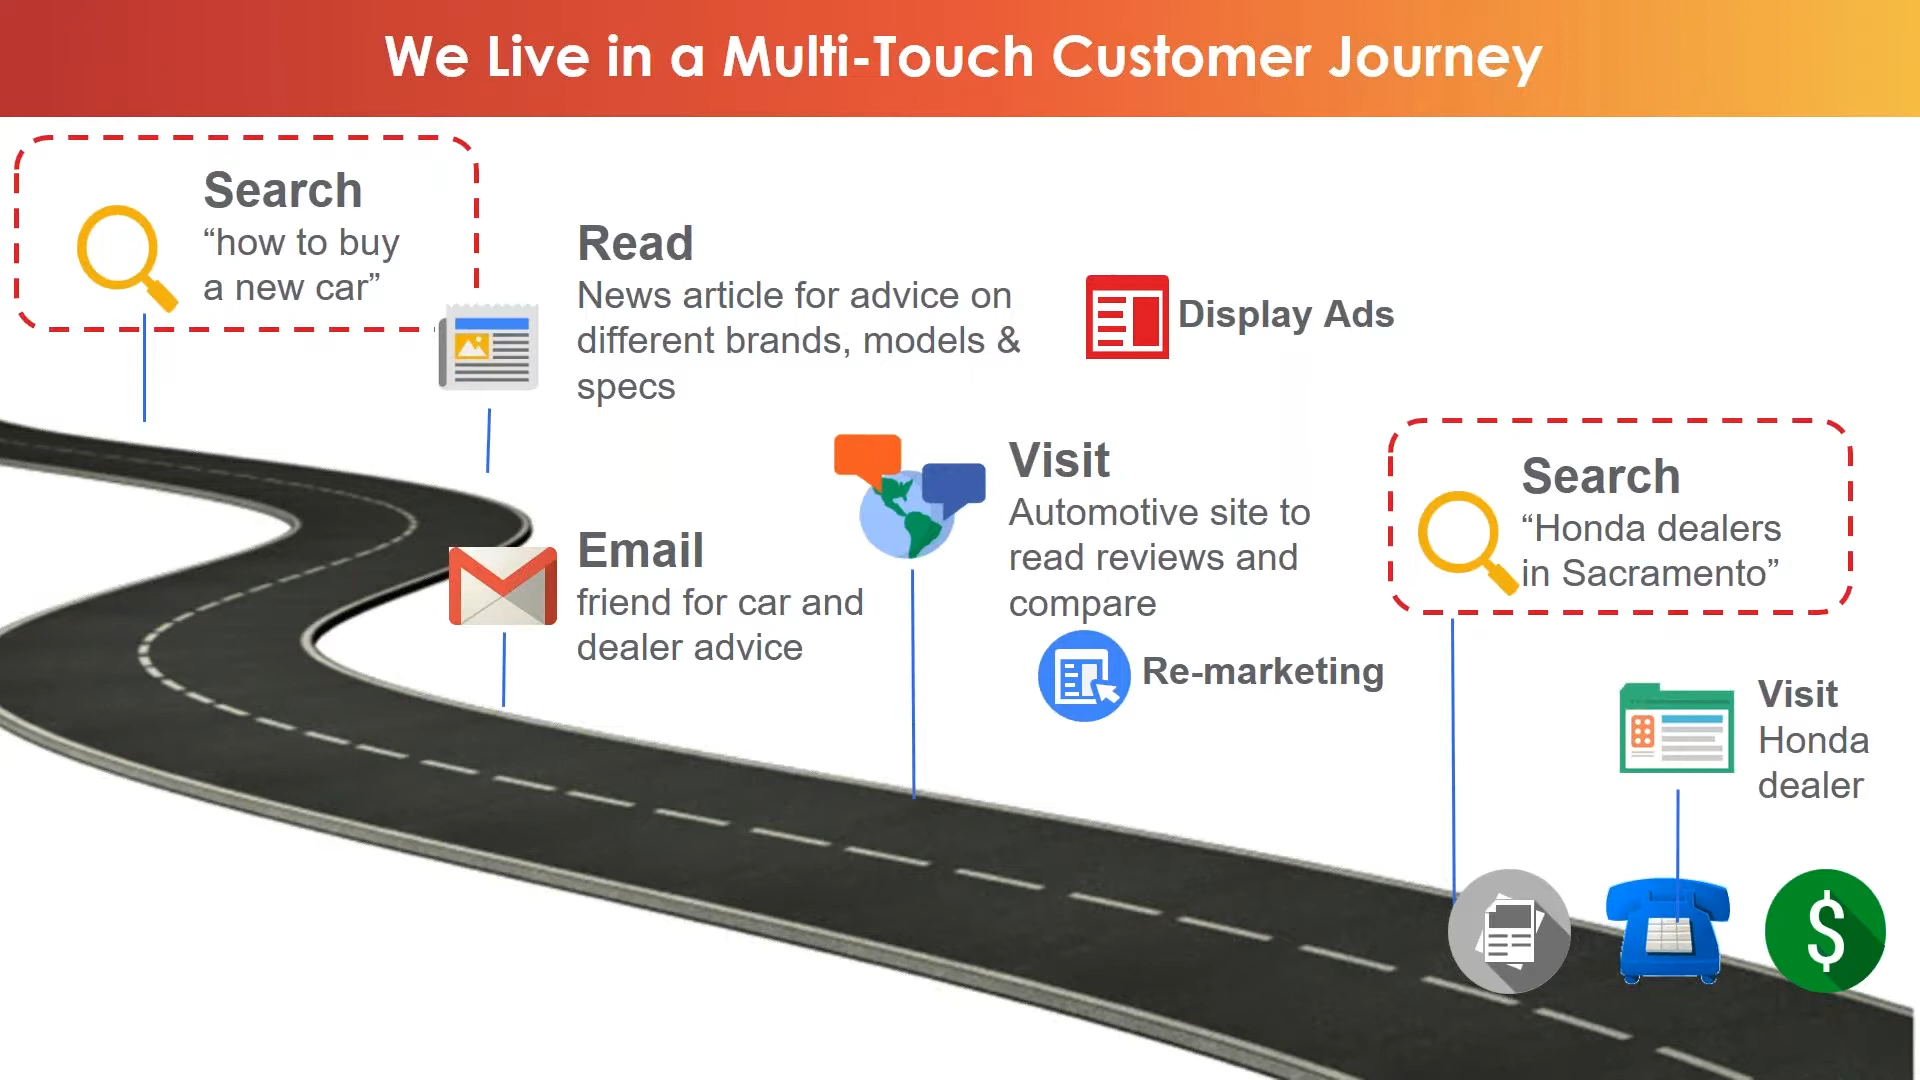 We Live in a Multi-Touch Customer Journey
Search
“how to buy
a new car”
Read
News article for advice on
different brands, models &
specs
Display Ads
Email
friend for car and
dealer advice
Visit
Automotive site to
read reviews and
compare
Re-marketing
Search
“Honda dealers
in Sacramento”
Visit
Honda
dealer
$